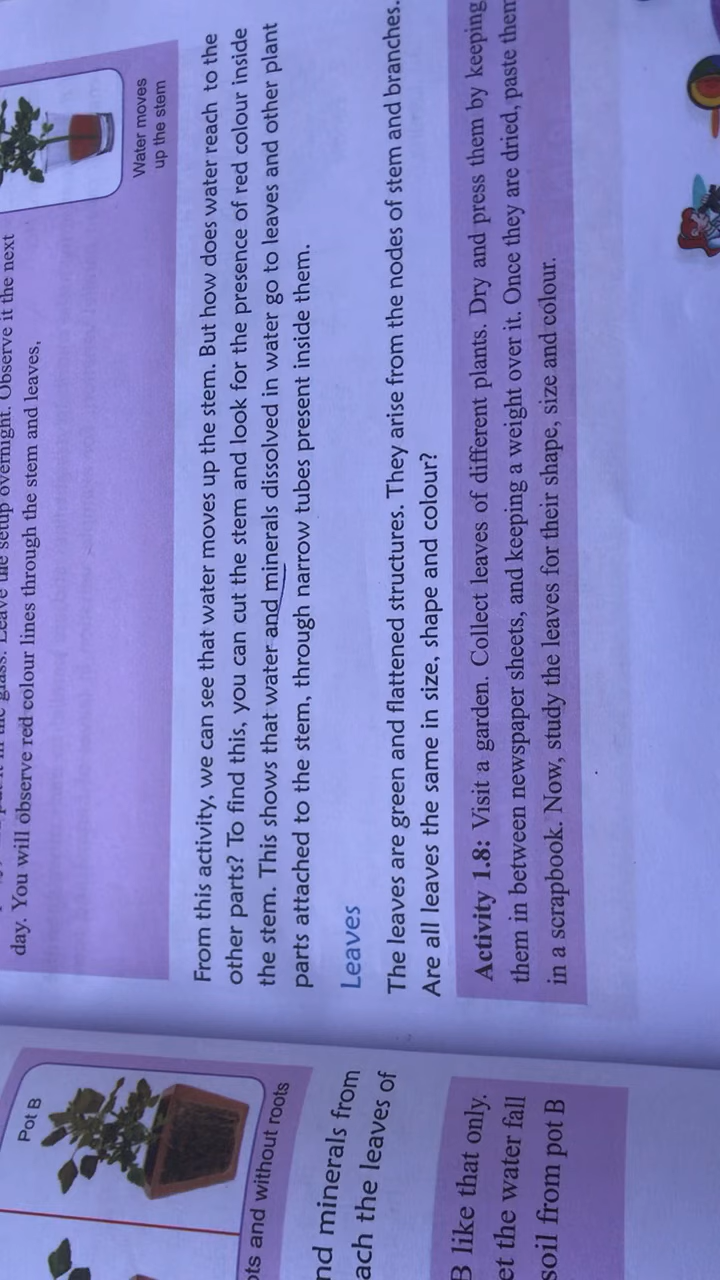 Pot B
ots and without roots
nd minerals from
ach the leaves of
B like that only.
et the water fall
soil from pot B
glass. Leave the setup overnight. Observe it the next
day. You will observe red colour lines through the stem and leaves,
Water moves
up the stem
From this activity, we can see that water moves up the stem. But how does water reach to the
other parts? To find this, you can cut the stem and look for the presence of red colour inside
the stem. This shows that water and minerals dissolved in water go to leaves and other plant
parts attached to the stem, through narrow tubes present inside them.
Leaves
The leaves are green and flattened structures. They arise from the nodes of stem and branches.
Are all leaves the same in size, shape and colour?
Activity 1.8: Visit a garden. Collect leaves of different plants. Dry and press them by keeping
them in between newspaper sheets, and keeping a weight over it. Once they are dried, paste them
in a scrapbook. Now, study the leaves for their shape, size and colour.